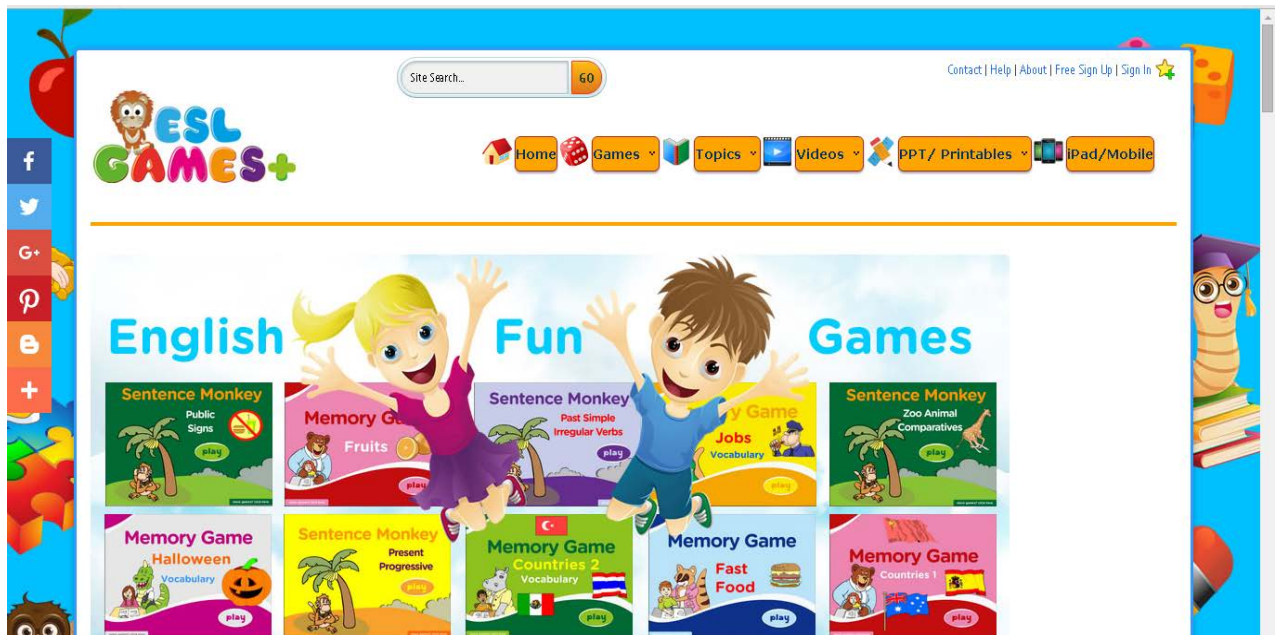 Site Search...
GO
Contact | Help | About | Free Sign Up | Sign In
ESL
GAMES+
Home
Games
Topics
Videos
PPT/ Printables
iPad/Mobile
f
G+
English Fun Games
Sentence Monkey
Public
Signs
play
Memory
Fruits
play
Sentence Monkey
Past Simple
Irregular Verbs
play
Game
Jobs
Vocabulary
play
Sentence Monkey
Zoo Animal
Comparatives
play
Memory Game
Halloween
Vocabulary
play
Sentence Monkey
Present
Progressive
play
Memory Game
Countries 2
Vocabulary
play
Memory Game
Fast
Food
play
Memory Game
Countries 1
play